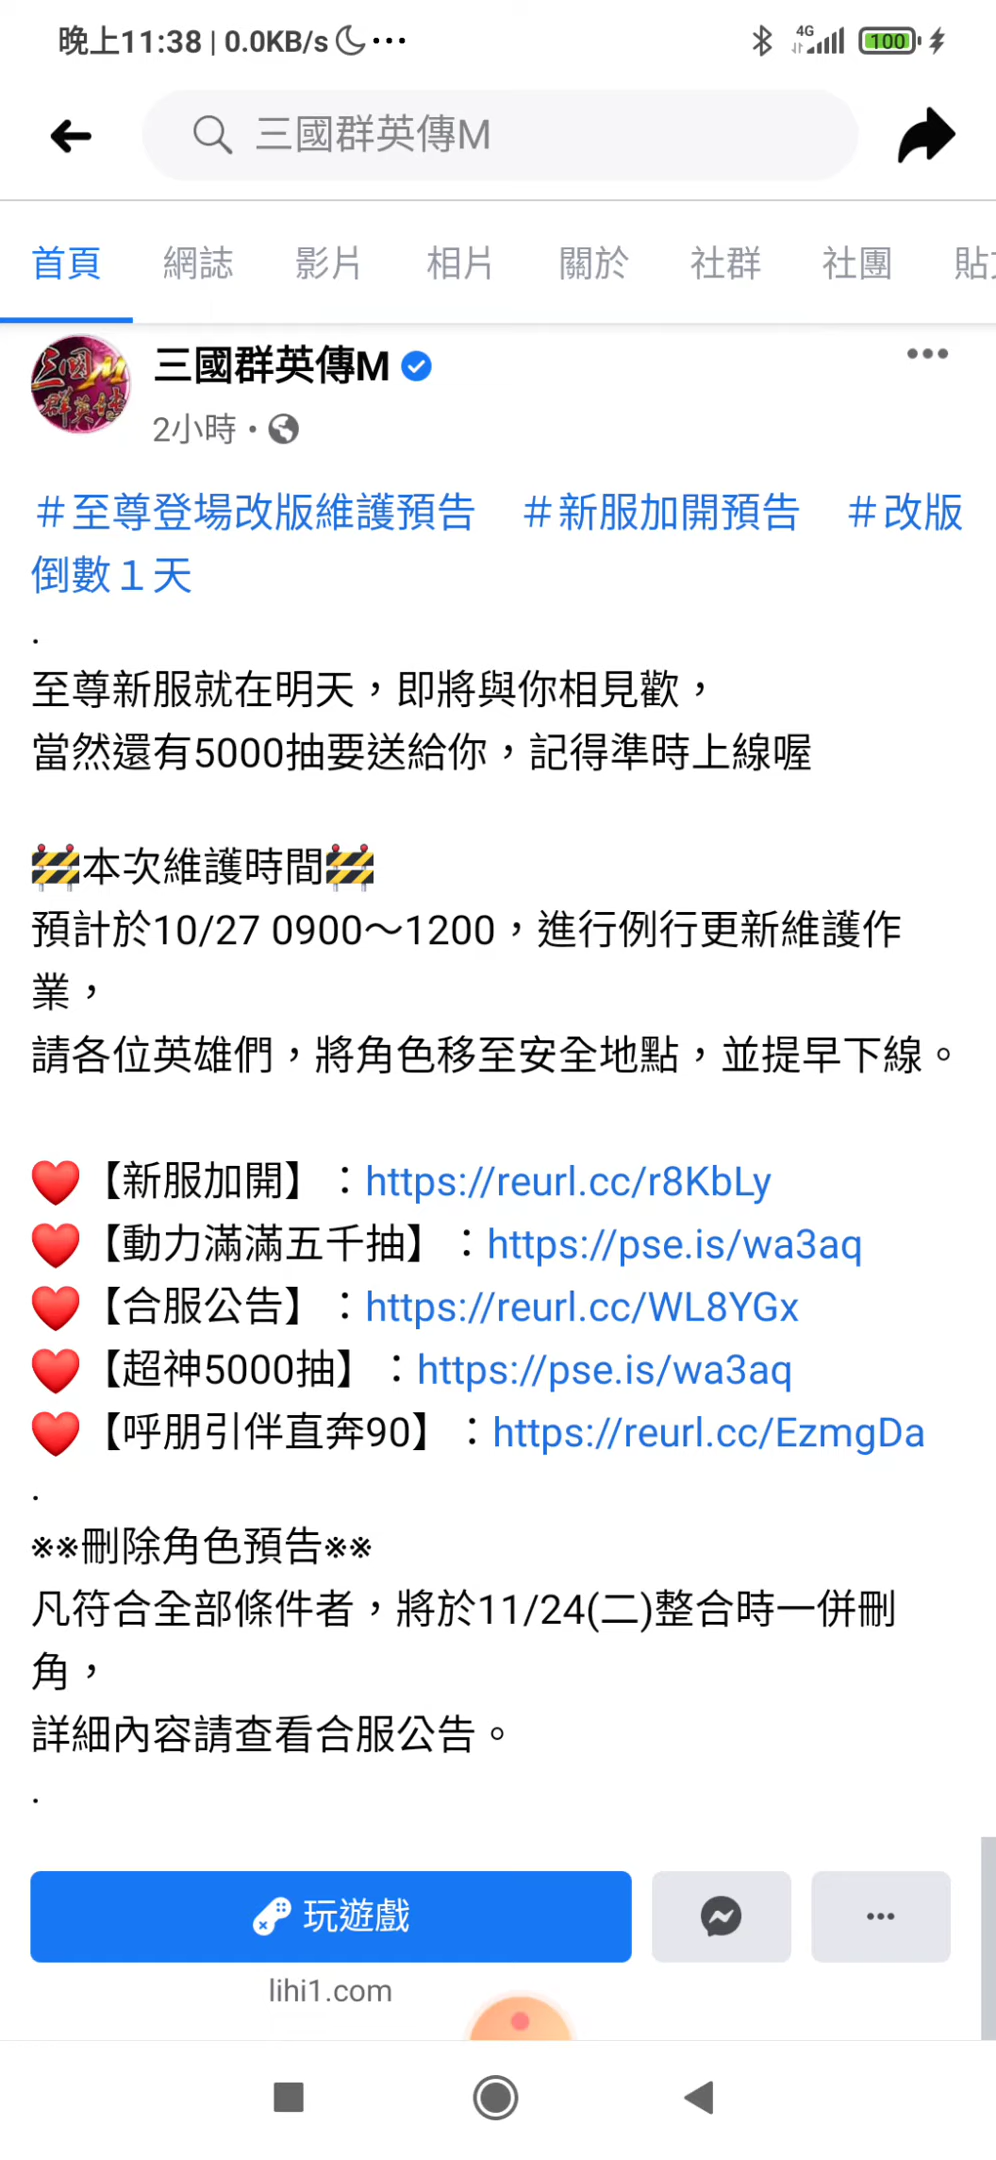 晚上11:38 | 0.0KB/s
4G
100
三國群英傳M
首頁 網誌 影片 相片 關於 社群 社團 貼
三國群英傳M
三國M
群英傳
2小時・
＃至尊登場改版維護預告 ＃新服加開預告 ＃改版
倒數１天
.
至尊新服就在明天，即將與你相見歡，
當然還有5000抽要送給你，記得準時上線喔
🚧本次維護時間🚧
預計於10/27 0900～1200，進行例行更新維護作
業，
請各位英雄們，將角色移至安全地點，並提早下線。
❤️【新服加開】：https://reurl.cc/r8KbLy
❤️【動力滿滿五千抽】：https://pse.is/wa3aq
❤️【合服公告】：https://reurl.cc/WL8YGx
❤️【超神5000抽】：https://pse.is/wa3aq
❤️【呼朋引伴直奔90】：https://reurl.cc/EzmgDa
.
※※刪除角色預告※※
凡符合全部條件者，將於11/24(二)整合時一併刪
角，
詳細內容請查看合服公告。
.
玩遊戲
lihi1.com